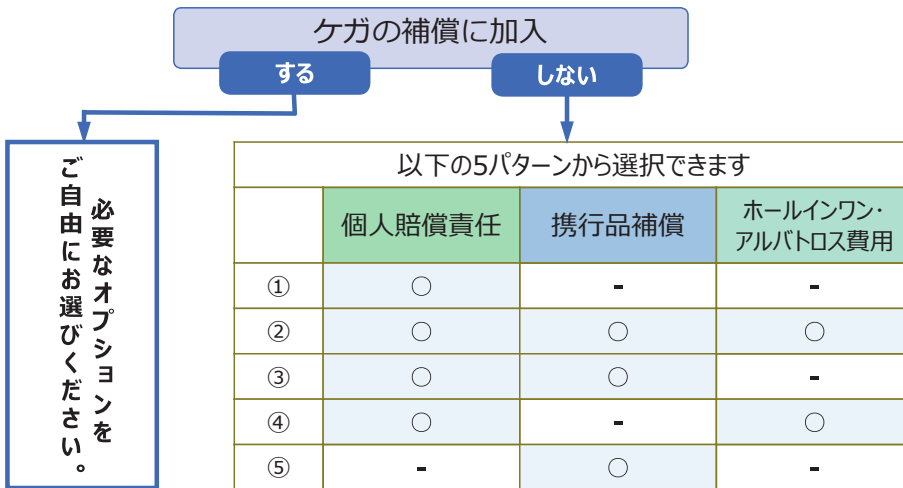 ケガの補償に加入
する
しない
必要なオプションを
ご自由にお選びください。
以下の5パターンから選択できます
個人賠償責任 携行品補償 ホールインワン・
アルバトロス費用
① ○ - -
② ○ ○ ○
③ ○ ○ -
④ ○ - ○
⑤ - ○ -